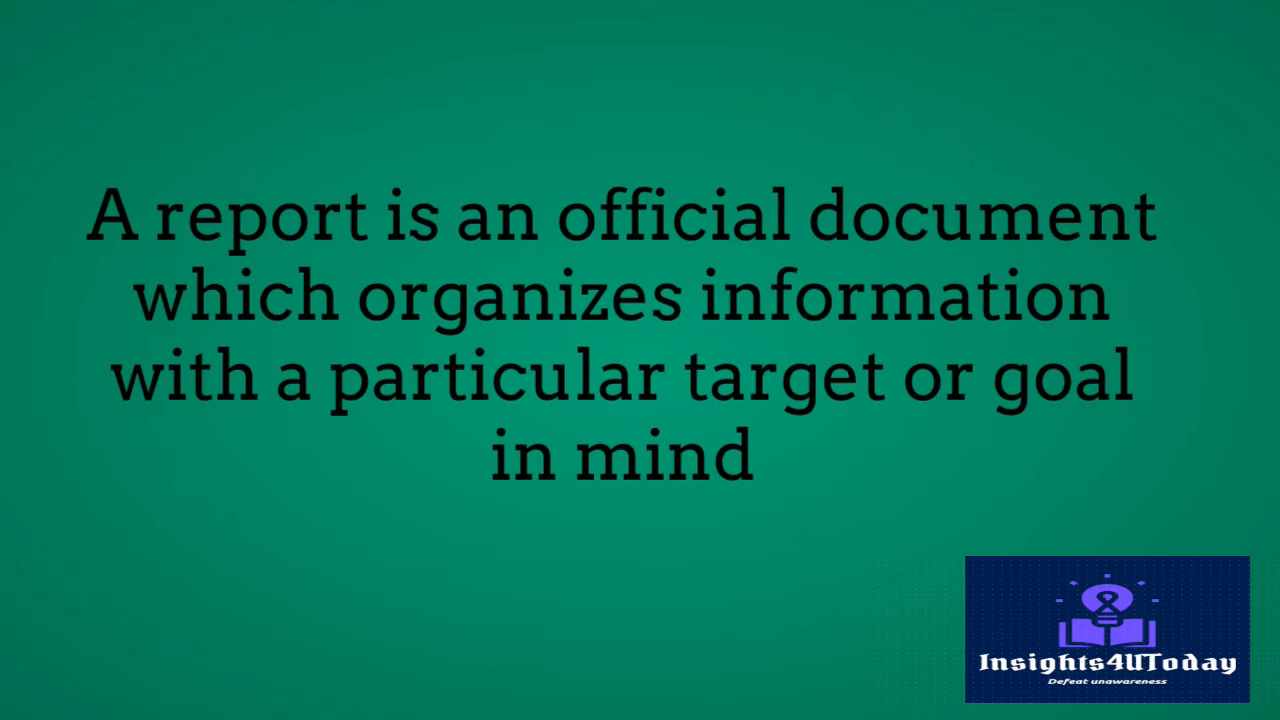 A report is an official document
which organizes information
with a particular target or goal
in mind
Insights4UToday
Defeat unawareness